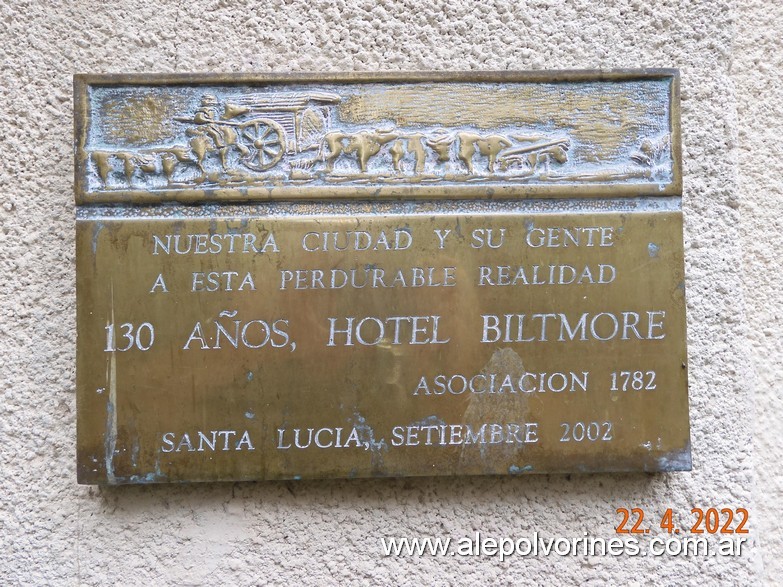 NUESTRA CIUDAD Y SU GENTE
A ESTA PERDURABLE REALIDAD
130 AÑOS, HOTEL BILTMORE
ASOCIACION 1782
SANTA LUCIA, SETIEMBRE 2002
22. 4. 2022
www.alepolvorines.com.ar